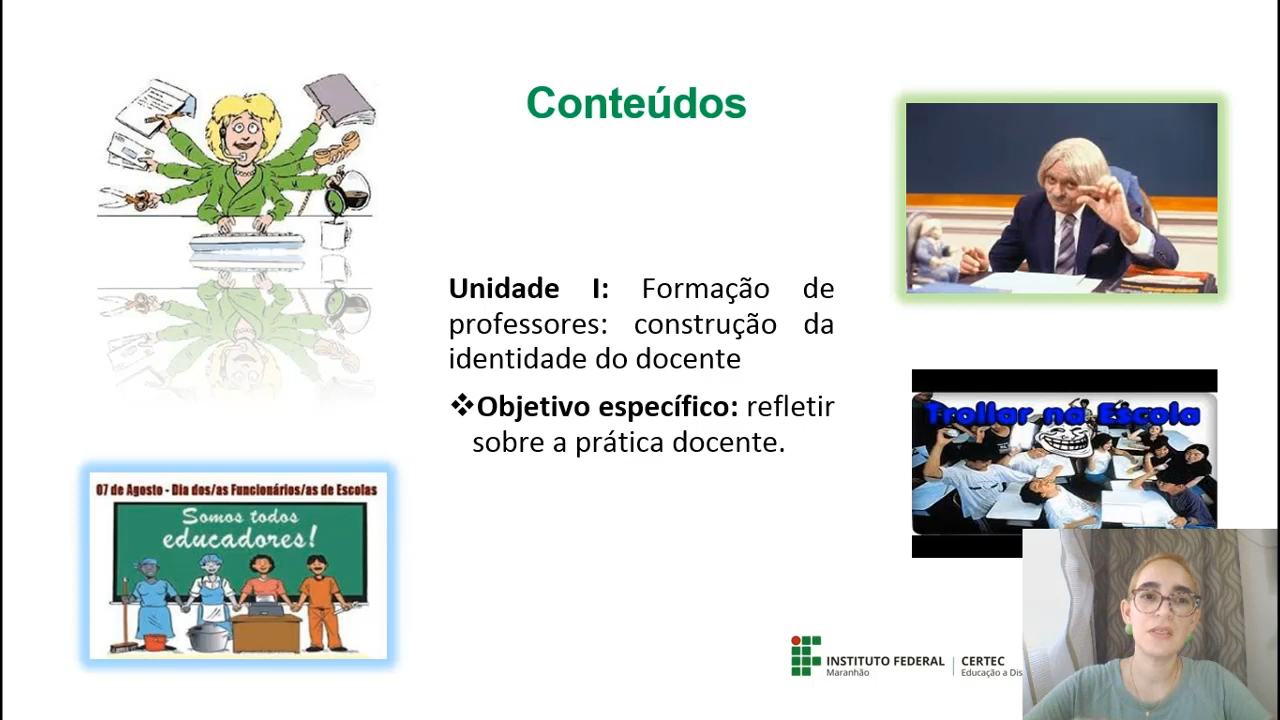 Conteúdos
Unidade I: Formação de
professores: construção da
identidade do docente
❖Objetivo específico: refletir
sobre a prática docente.
Trollar na Escola
07 de Agosto - Dia dos/as Funcionários/as de Escolas
Somos todos
educadores!
INSTITUTO FEDERAL
Maranhão
CERTEC
Educação a Dis